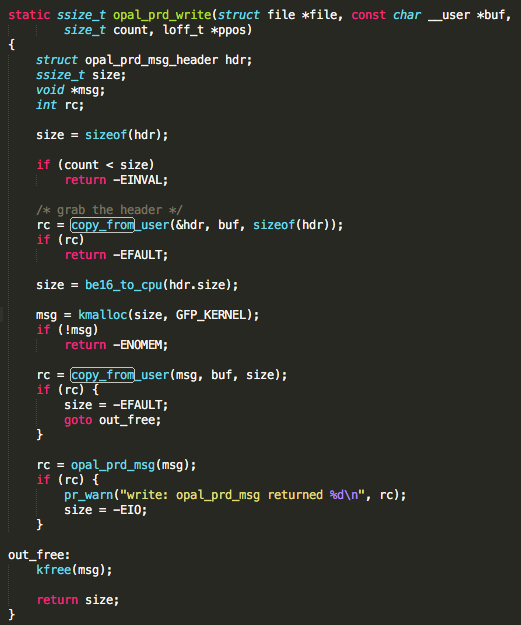 static ssize_t opal_prd_write(struct file *file, const char __user *buf,
size_t count, loff_t *ppos)
{
struct opal_prd_msg_header hdr;
ssize_t size;
void *msg;
int rc;
size = sizeof(hdr);
if (count < size)
return -EINVAL;
/* grab the header */
rc = copy_from_user(&hdr, buf, sizeof(hdr));
if (rc)
return -EFAULT;
size = be16_to_cpu(hdr.size);
msg = kmalloc(size, GFP_KERNEL);
if (!msg)
return -ENOMEM;
rc = copy_from_user(msg, buf, size);
if (rc) {
size = -EFAULT;
goto out_free;
}
rc = opal_prd_msg(msg);
if (rc) {
pr_warn("write: opal_prd_msg returned %d\n", rc);
size = -EIO;
}
out_free:
kfree(msg);
return size;
}